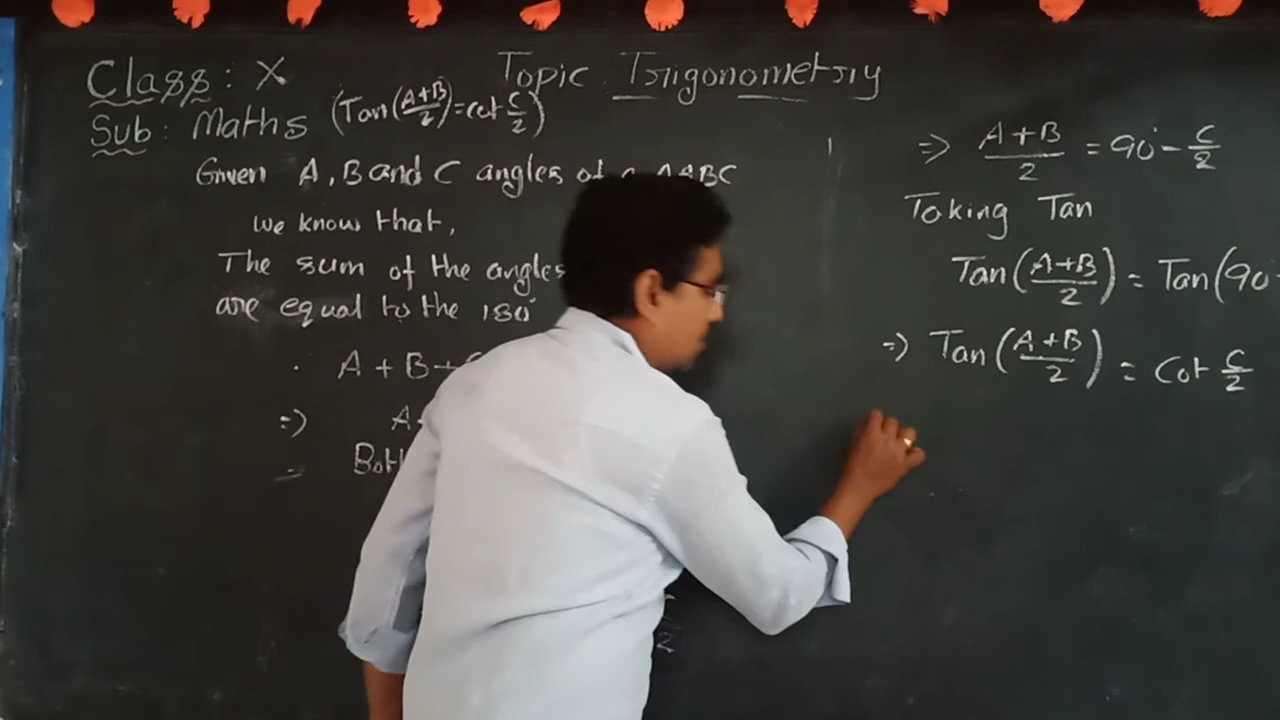 Class : X
Topic : Trigonometry
Sub : Maths (Tan(A+B/2)=cot C/2)
Given A, B and C angles of a ΔABC
we know that,
The sum of the angles
are equal to the 180°
A + B +
=) A
=
=> A+B/2 = 90° - C/2
Taking Tan
Tan(A+B/2) = Tan(90°
=) Tan(A+B/2) = Cot C/2